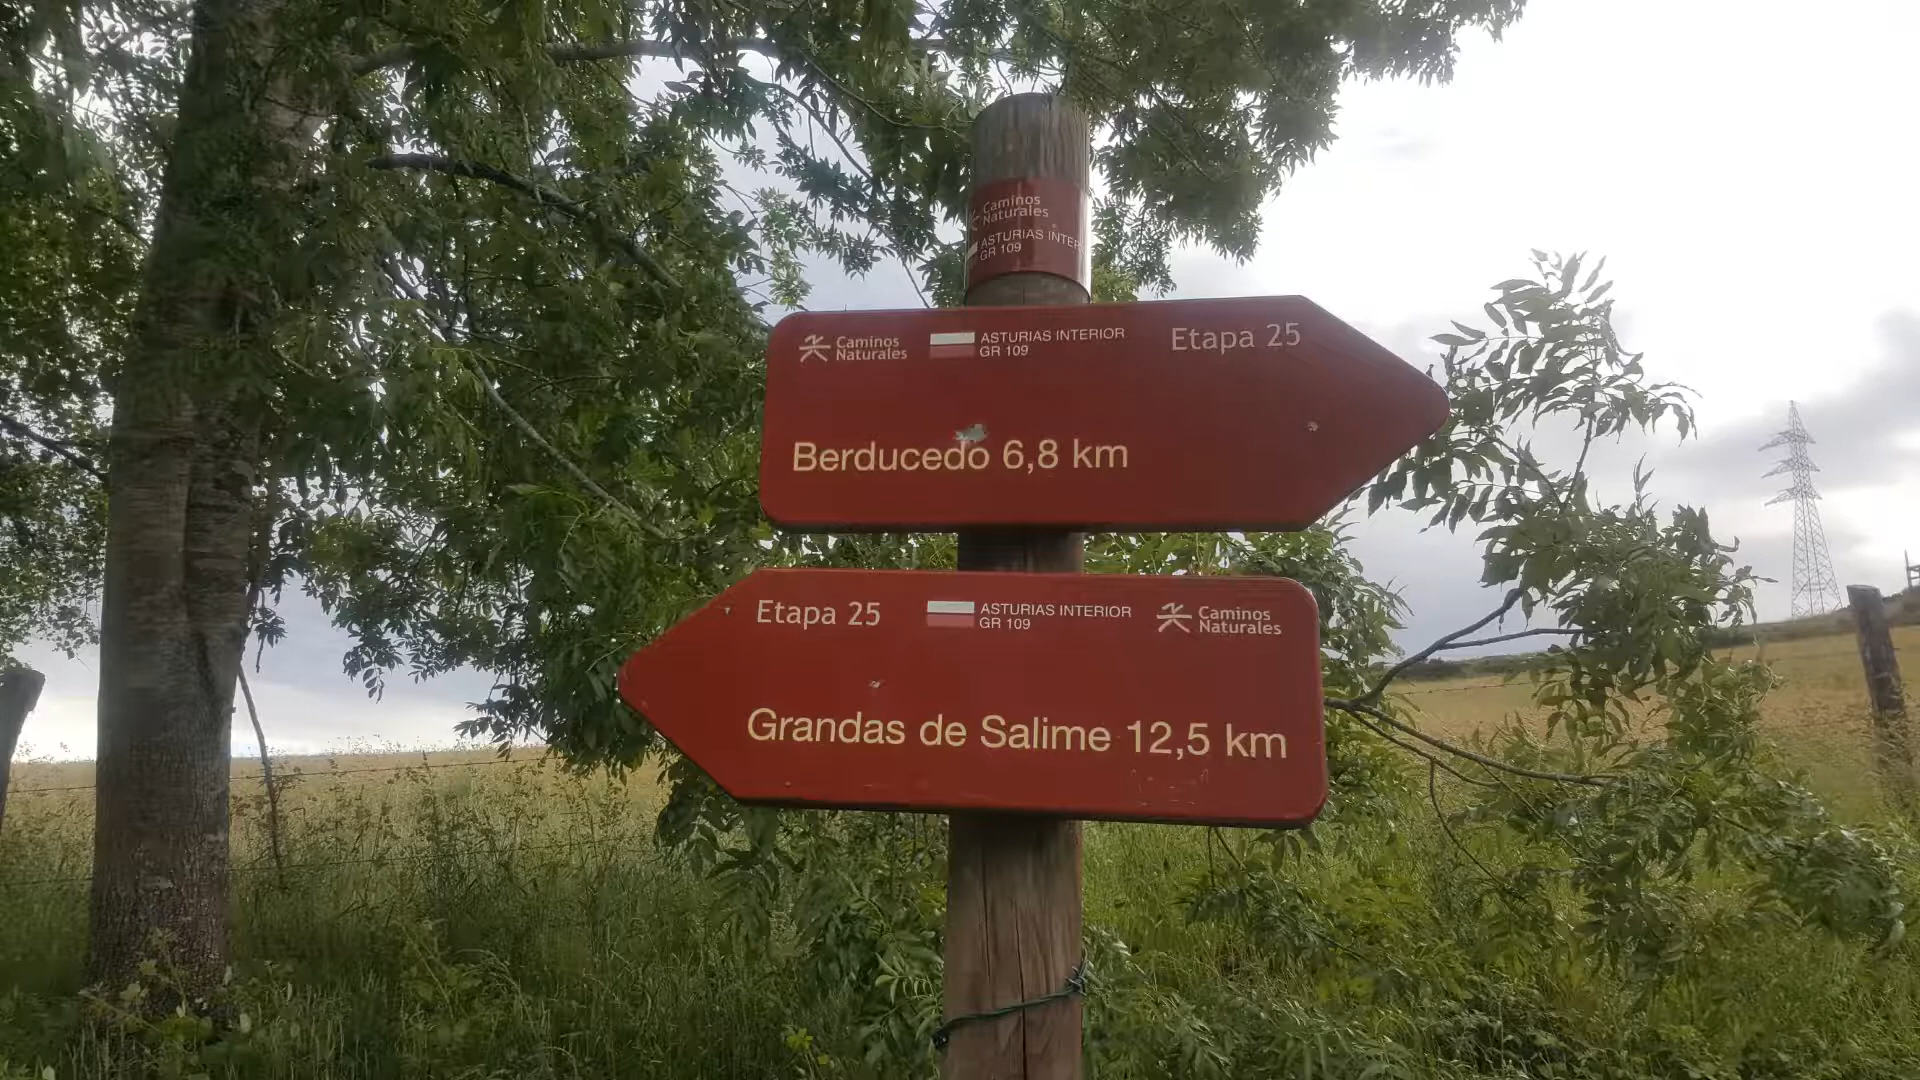 Caminos
Naturales
ASTURIAS INTER
GR 109
Caminos
Naturales
ASTURIAS INTERIOR
GR 109
Etapa 25
Berducedo 6,8 km
Etapa 25
ASTURIAS INTERIOR
GR 109
Caminos
Naturales
Grandas de Salime 12,5 km